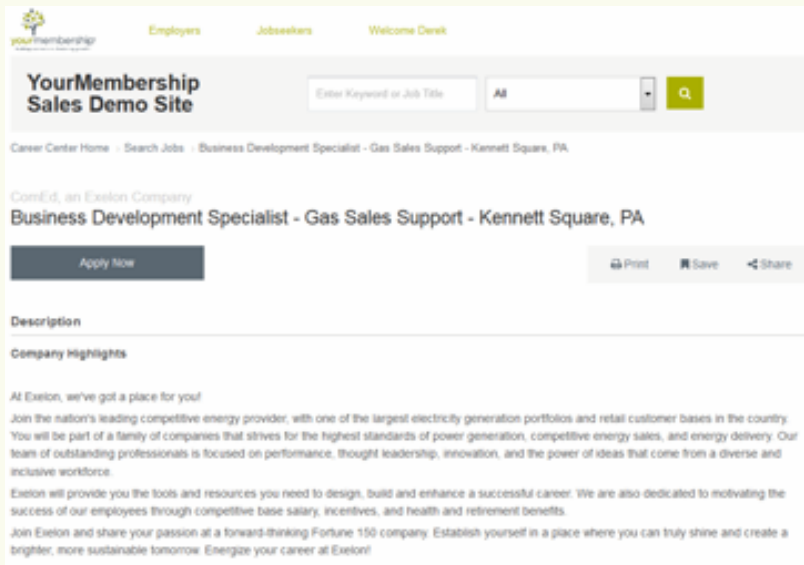 yourmembership
Employers
Jobseekers
Welcome Derek
YourMembership
Sales Demo Site
Enter Keyword or Job Title
All
Career Center Home
Search Jobs
Business Development Specialist - Gas Sales Support - Kennett Square, PA
ComEd, an Exelon Company
Business Development Specialist - Gas Sales Support - Kennett Square, PA
Apply Now
Print
Save
Share
Description
Company Highlights
At Exelon, we've got a place for you!
Join the nation's leading competitive energy provider, with one of the largest electricity generation portfolios and retail customer bases in the country.
You will be part of a family of companies that strives for the highest standards of power generation, competitive energy sales, and energy delivery. Our
team of outstanding professionals is focused on performance, thought leadership, innovation, and the power of ideas that come from a diverse and
inclusive workforce.
Exelon will provide you the tools and resources you need to design, build and enhance a successful career. We are also dedicated to motivating the
success of our employees through competitive base salary, incentives, and health and retirement benefits.
Join Exelon and share your passion at a forward-thinking Fortune 150 company. Establish yourself in a place where you can truly shine and create a
brighter, more sustainable tomorrow. Energize your career at Exelon!